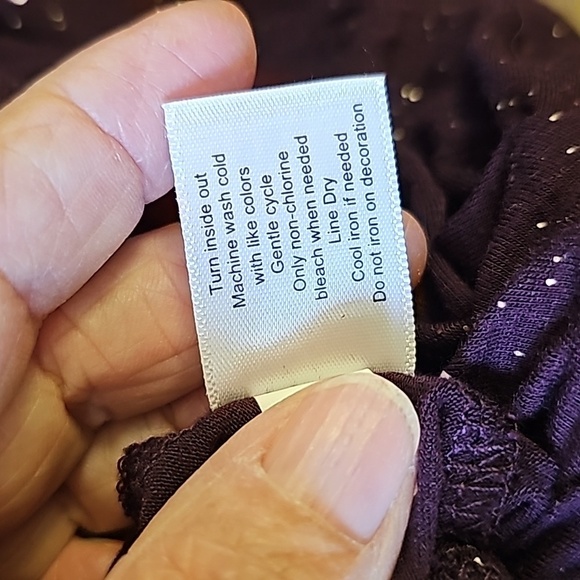 Turn inside out
Machine wash cold
with like colors
Gentle cycle
Only non-chlorine
bleach when needed
Line Dry
Cool iron if needed
Do not iron on decoration